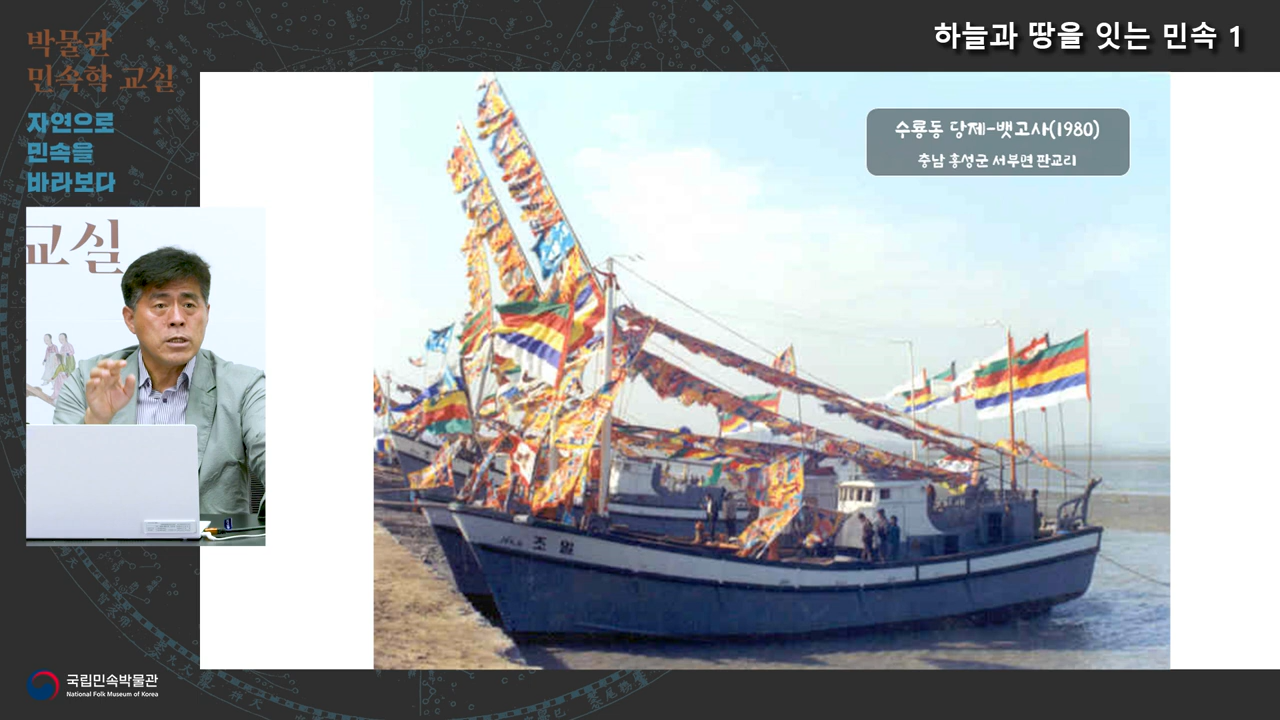 하늘과 땅을 잇는 민속 1
박물관
민속학 교실
자연으로
민속을
바라보다
교실
수룡동 당제-뱃고사(1980)
충남 홍성군 서부면 판교리
조일
국립민속박물관
National Folk Museum of Korea